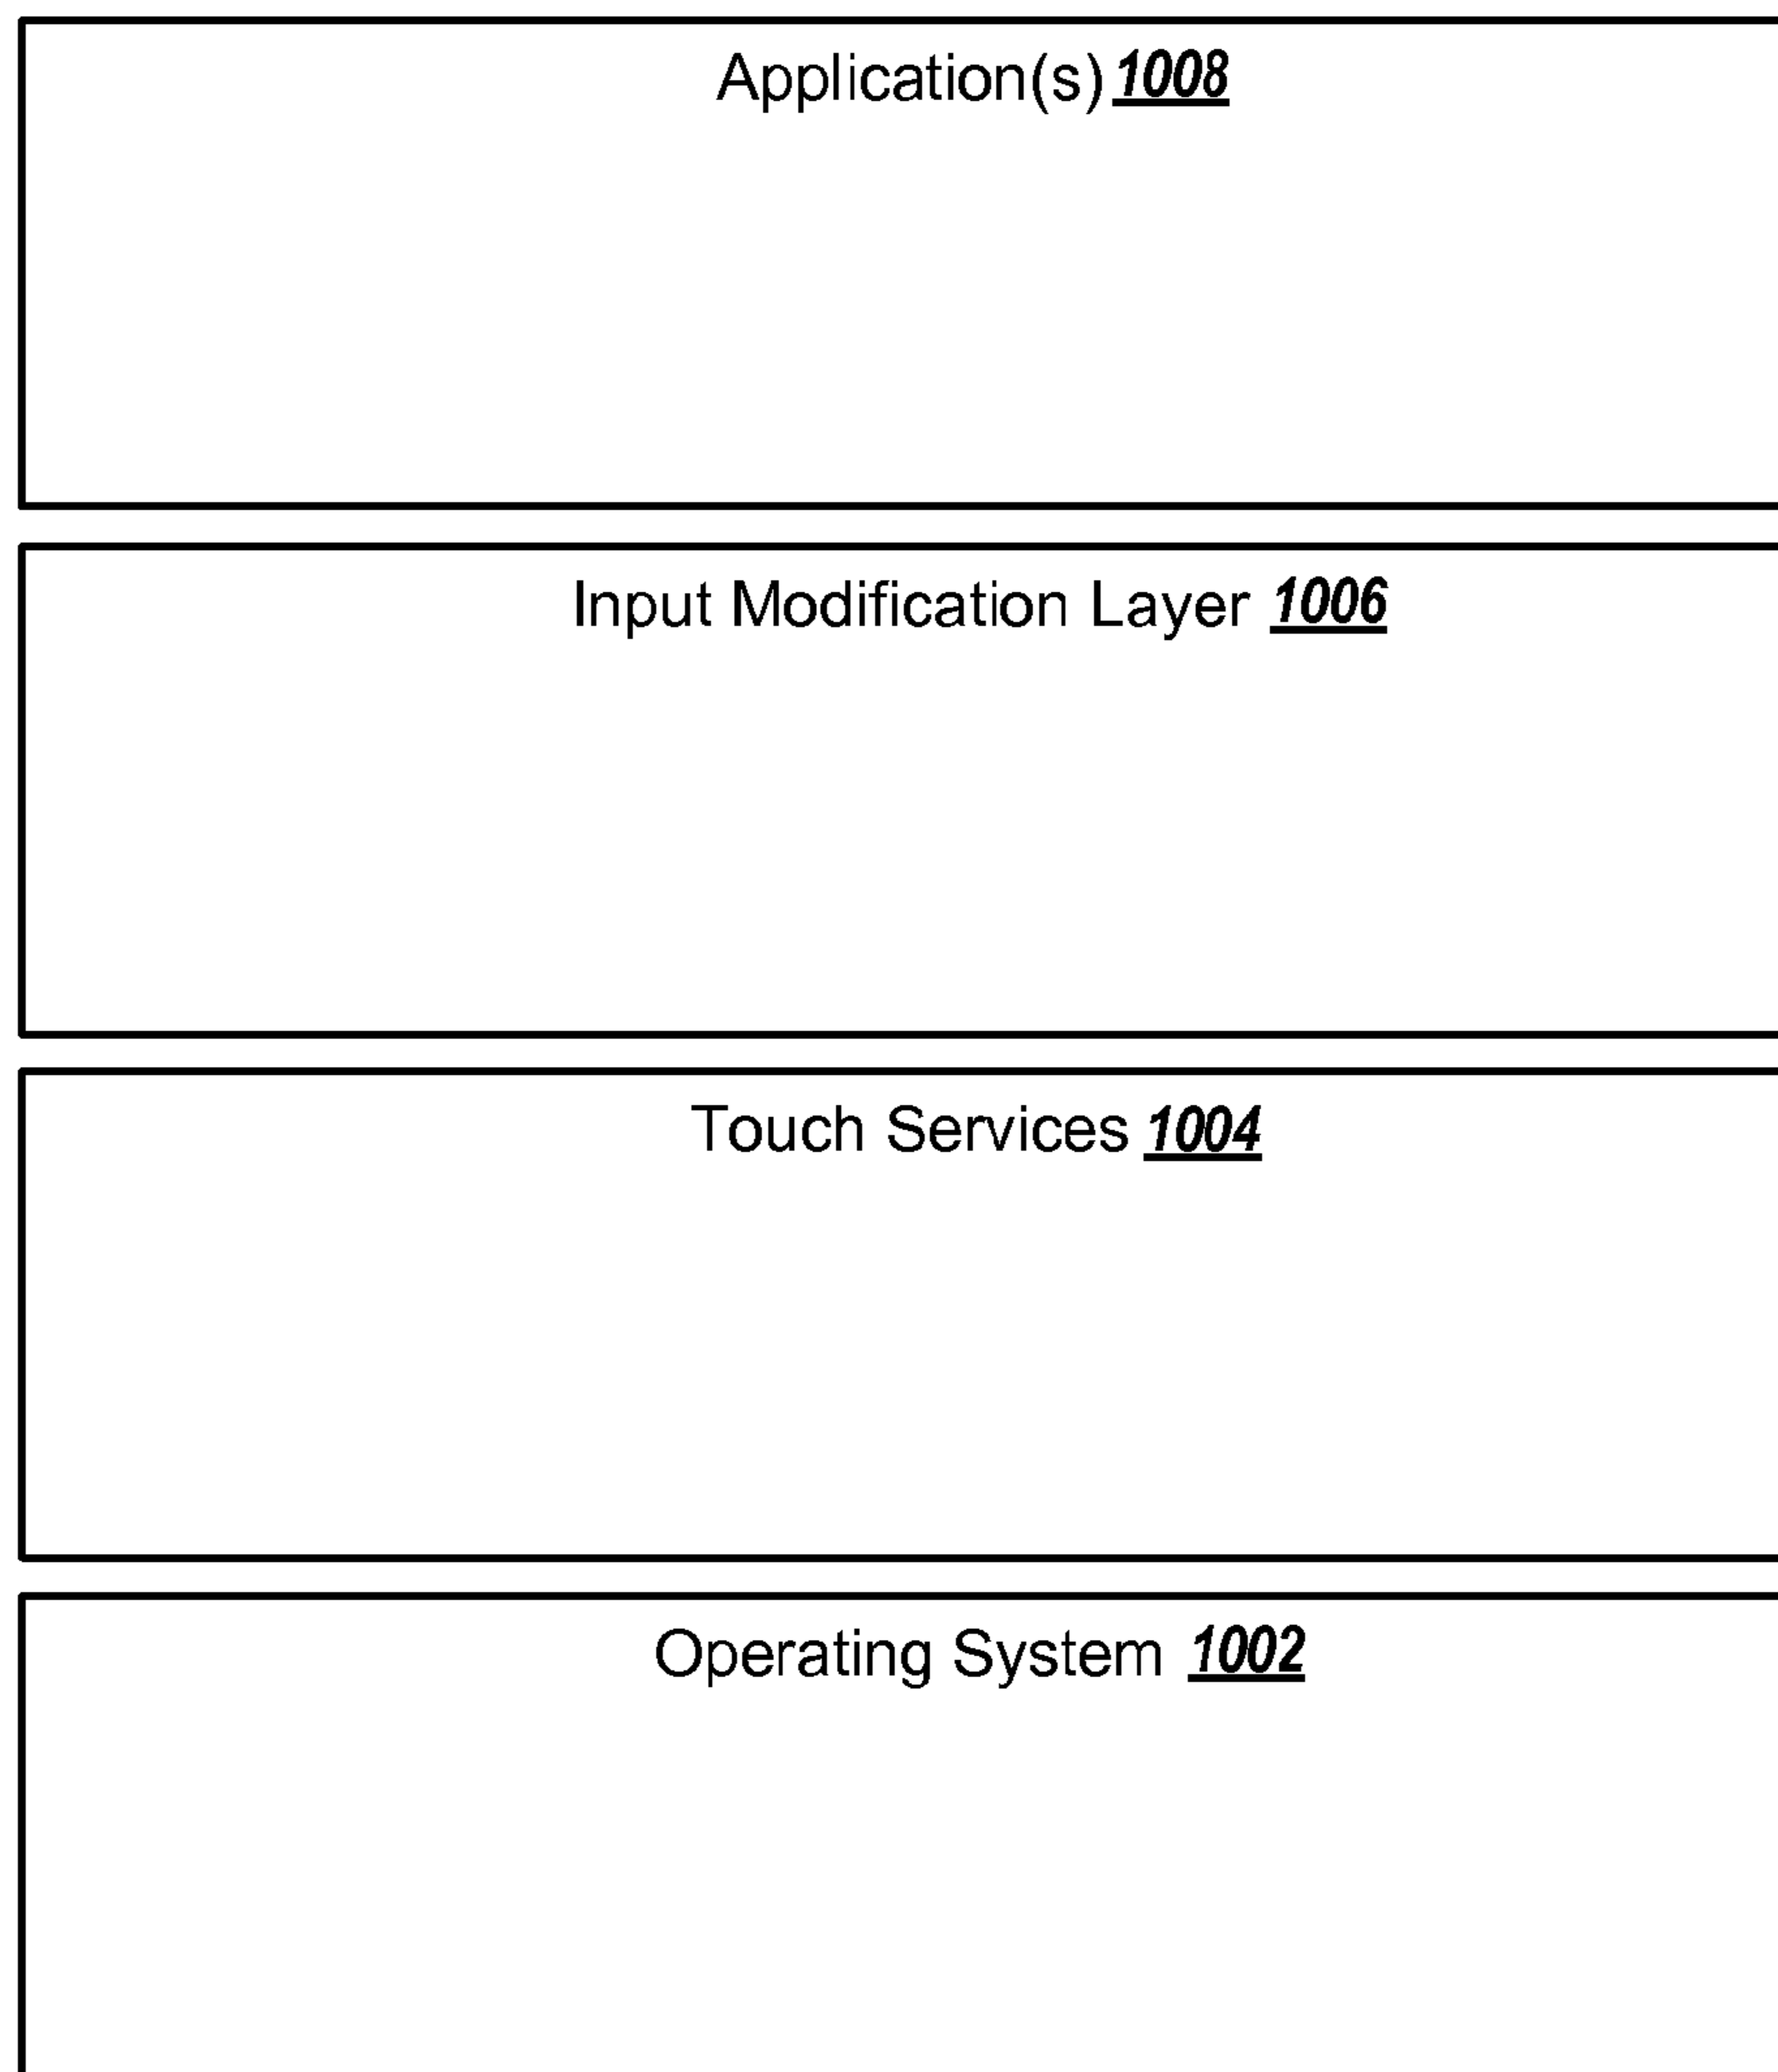 Application(s) 1008
Input Modification Layer 1006
Touch Services 1004
Operating System 1002